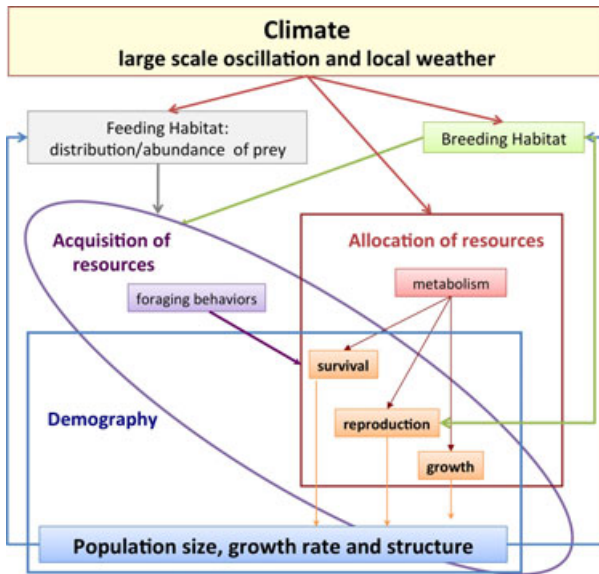 Climate
large scale oscillation and local weather
Feeding Habitat:
distribution/abundance of prey
Breeding Habitat
Acquisition of
resources
Allocation of resources
metabolism
foraging behaviors
survival
Demography
reproduction
growth
Population size, growth rate and structure